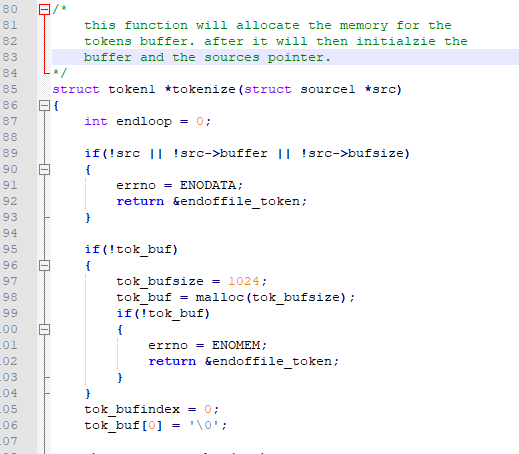 80 /*
81 this function will allocate the memory for the
82 tokens buffer. after it will then initialzie the
83 buffer and the sources pointer.
84 */
85 struct token1 *tokenize(struct source1 *src)
86 {
87 int endloop = 0;
88
89 if(!src || !src->buffer || !src->bufsize)
90 {
91 errno = ENODATA;
92 return &endoffile_token;
93 }
94
95 if(!tok_buf)
96 {
97 tok_bufsize = 1024;
98 tok_buf = malloc(tok_bufsize);
99 if(!tok_buf)
00 {
01 errno = ENOMEM;
02 return &endoffile_token;
03 }
04 }
05 tok_bufindex = 0;
06 tok_buf[0] = '\0';
07